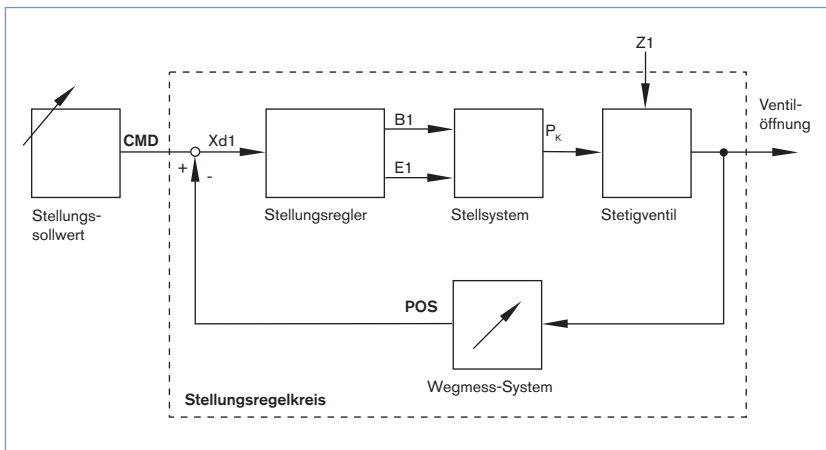 Z1
Ventil-
öffnung
CMD
Xd1
B1
P_K
+
-
E1
Stellungs-
sollwert
Stellungsregler
Stellsystem
Stetigventil
POS
Wegmess-System
Stellungsregelkreis